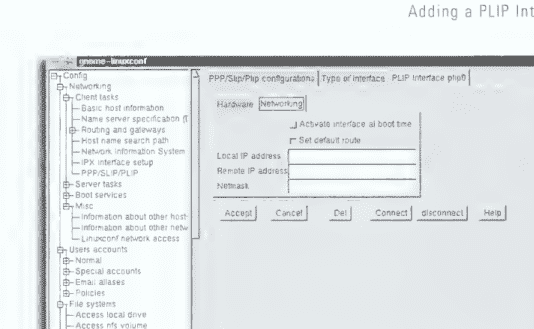 Adding a PLIP Int
gnome-linuxconf
Config
Networking
Client tasks
Basic host information
Name server specification (
Routing and gateways
Host name search path
Network Information System
IPX interface setup
PPP/SLIP/PLIP
Server tasks
Boot services
Misc
Information about other host
Information about other netw
Linuxconf network access
Users accounts
Normal
Special accounts
Email aliases
Policies
File systems
Access local drive
Access nfs volume
PPP/Slip/Plip configurations Type of interface PLIP interface plip0
Hardware Networking
Activate interface at boot time
Set default route
Local IP address
Remote IP address
Netmask
Accept Cancel Del Connect disconnect Help